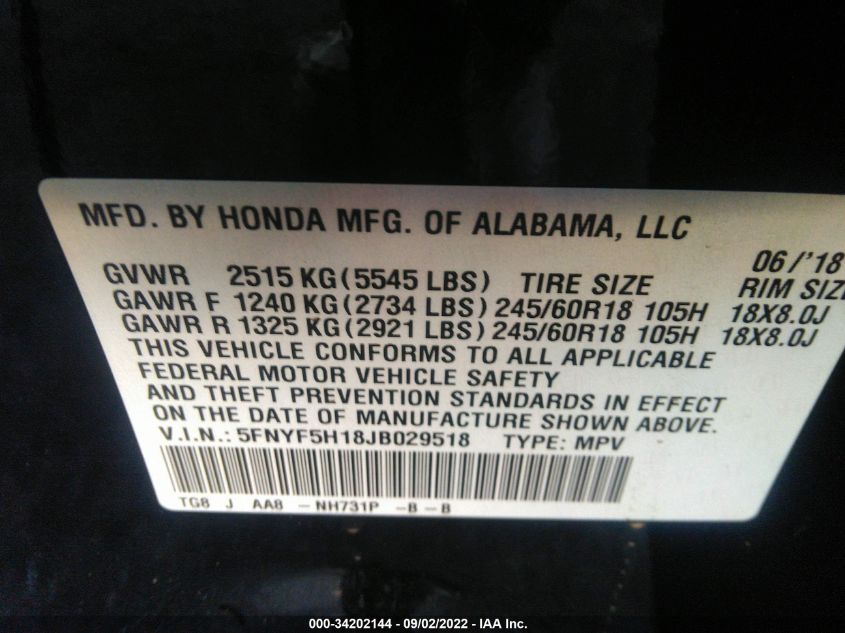 MFD. BY HONDA MFG. OF ALABAMA, LLC
06/'18
GVWR 2515 KG (5545 LBS) TIRE SIZE RIM SIZE
GAWR F 1240 KG (2734 LBS) 245/60R18 105H 18X8.0J
GAWR R 1325 KG (2921 LBS) 245/60R18 105H 18X8.0J
THIS VEHICLE CONFORMS TO ALL APPLICABLE
FEDERAL MOTOR VEHICLE SAFETY
AND THEFT PREVENTION STANDARDS IN EFFECT
ON THE DATE OF MANUFACTURE SHOWN ABOVE.
V.I.N.: 5FNYF5H18JB029518 TYPE: MPV
TG8 J AA8 - NH731P - B - B
000-34202144 - 09/02/2022 - IAA Inc.